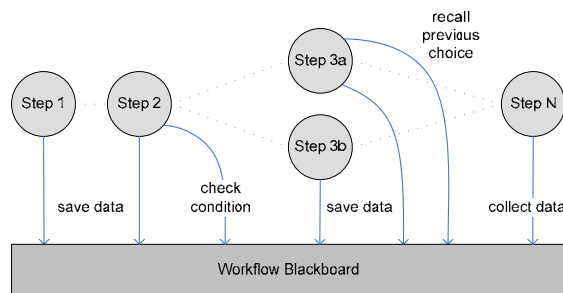 recall
previous
choice
Step 1
Step 2
Step 3a
Step 3b
Step N
save data
check
condition
save data
collect data
Workflow Blackboard